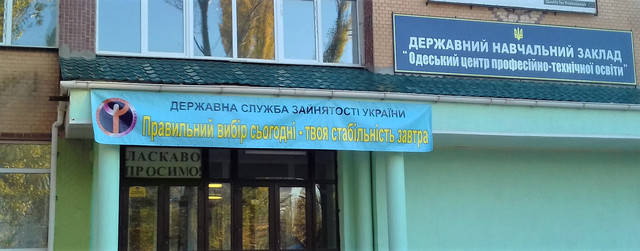 ДЕРЖАВНИЙ НАВЧАЛЬНИЙ ЗАКЛАД
"Одеський центр професійно-технічної освіти"
ДЕРЖАВНА СЛУЖБА ЗАЙНЯТОСТІ УКРАЇНИ
Правильний вибір сьогодні - твоя стабільність завтра
ЛАСКАВО
ПРОСИМО!